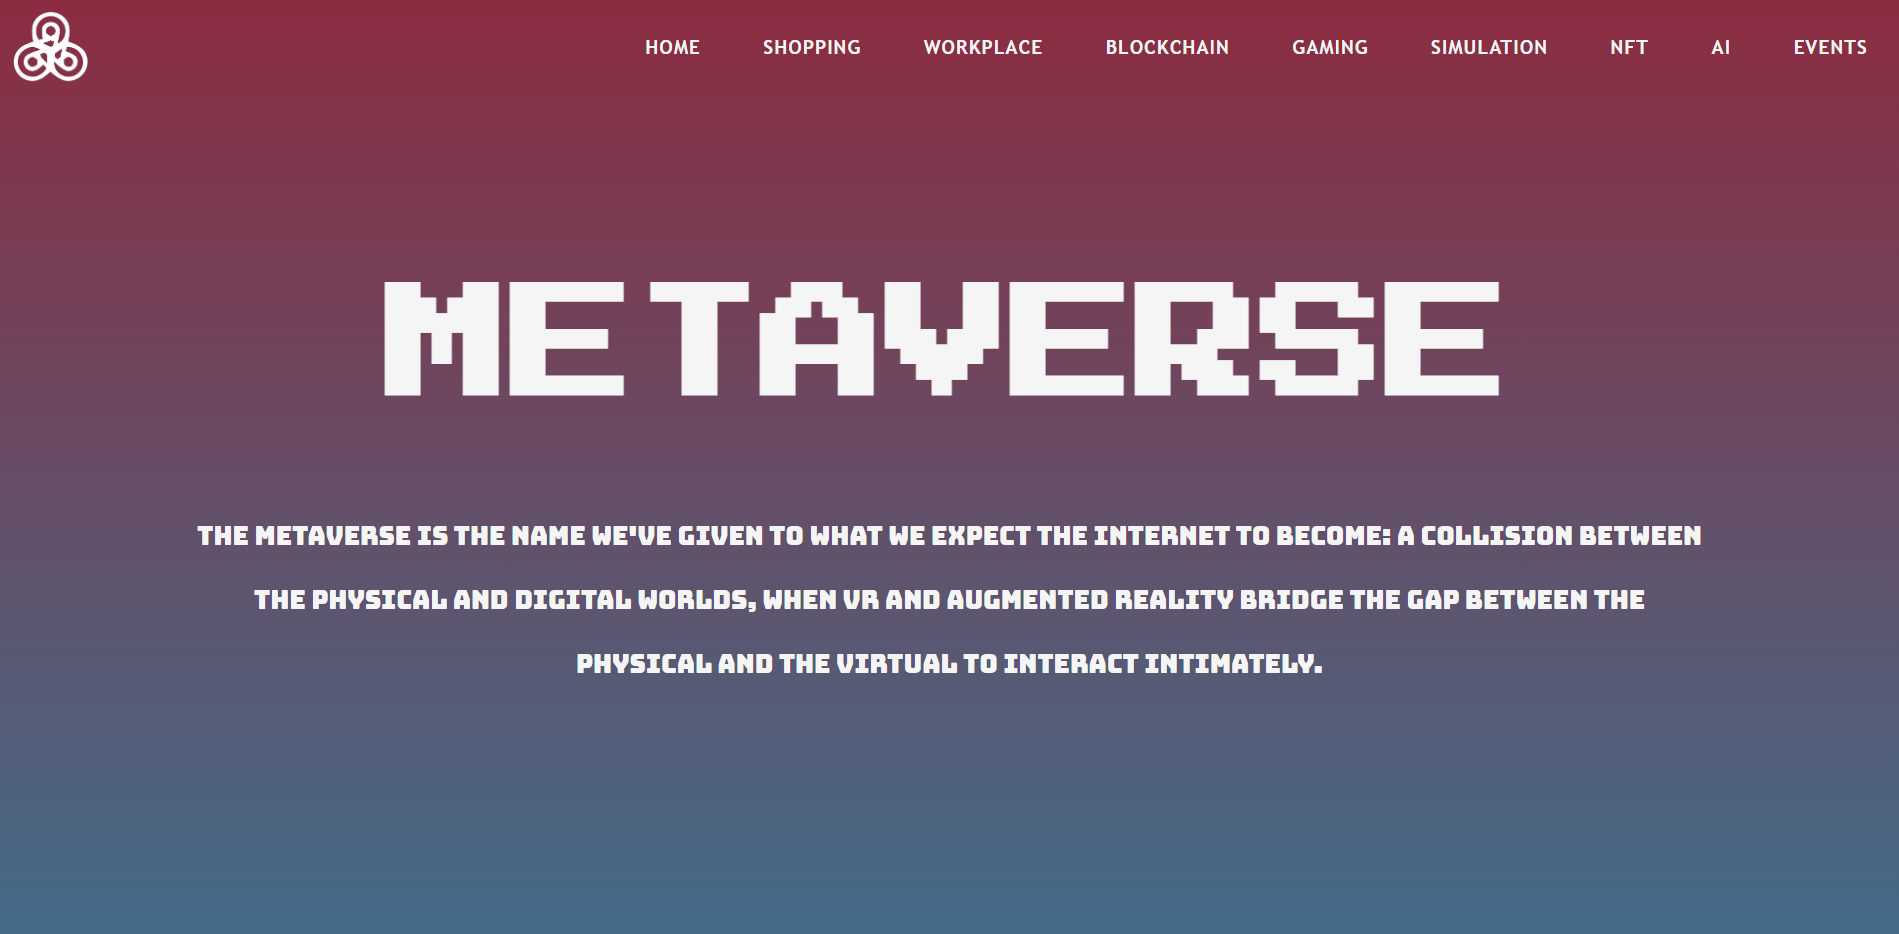 HOME SHOPPING WORKPLACE BLOCKCHAIN GAMING SIMULATION NFT AI EVENTS
METAVERSE
THE METAVERSE IS THE NAME WE'VE GIVEN TO WHAT WE EXPECT THE INTERNET TO BECOME: A COLLISION BETWEEN
THE PHYSICAL AND DIGITAL WORLDS, WHEN VR AND AUGMENTED REALITY BRIDGE THE GAP BETWEEN THE
PHYSICAL AND THE VIRTUAL TO INTERACT INTIMATELY.